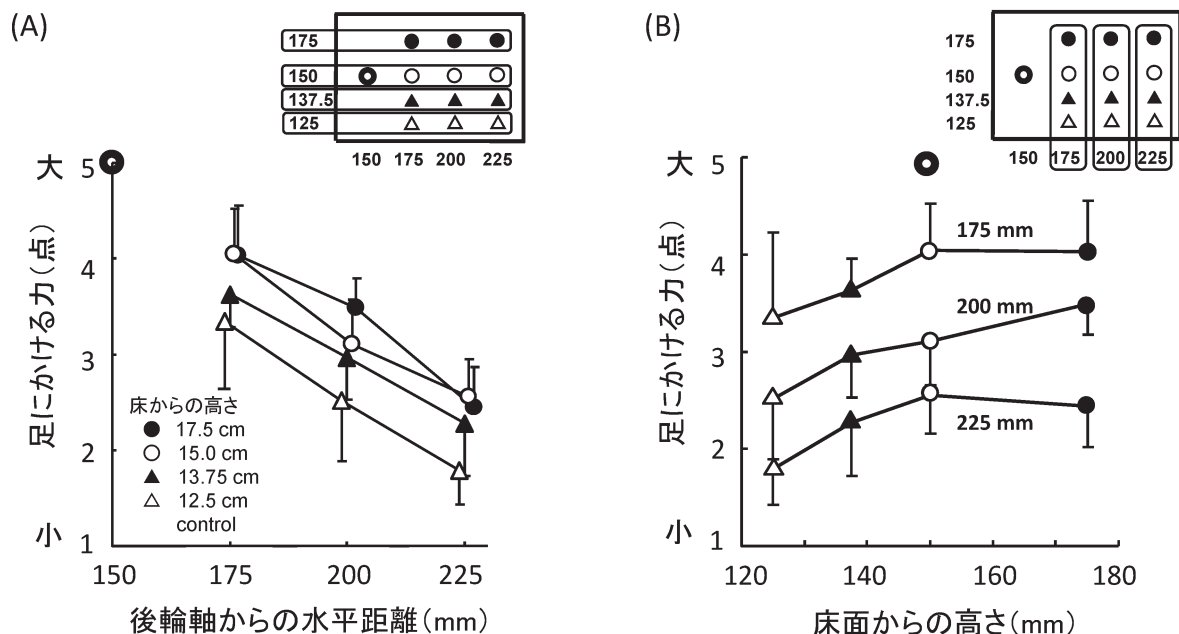 (A)
175
150
137.5
125
150 175 200 225
大 5
4
3
2
小 1
足にかける力(点)
床からの高さ
17.5 cm
15.0 cm
13.75 cm
12.5 cm
control
150 175 200 225
後輪軸からの水平距離(mm)
(B)
175
150
137.5
125
150 175 200 225
大 5
4
3
2
小 1
足にかける力(点)
175 mm
200 mm
225 mm
120 140 160 180
床面からの高さ(mm)